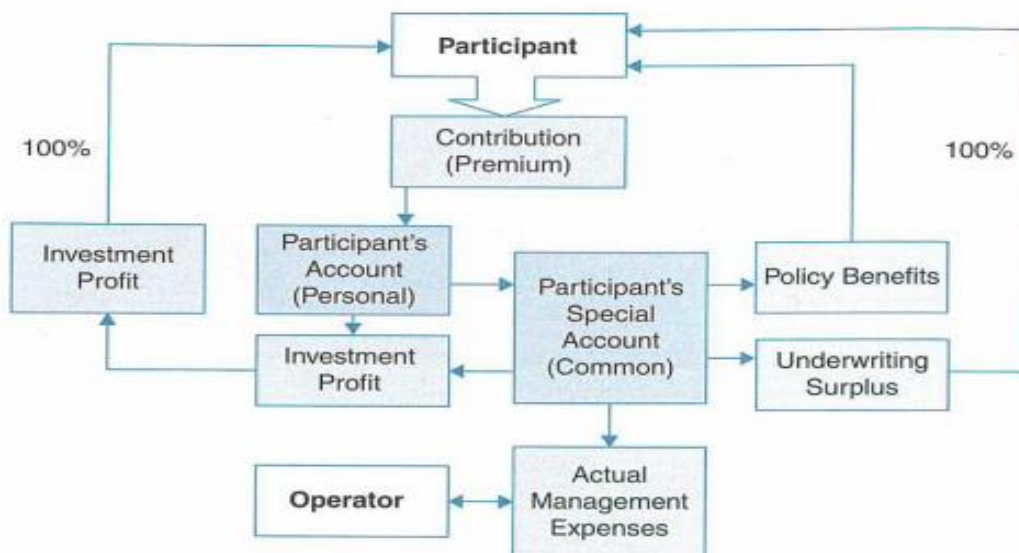 Participant
Contribution
(Premium)
100%
100%
Investment
Profit
Participant's
Account
(Personal)
Participant's
Special
Account
(Common)
Policy Benefits
Investment
Profit
Underwriting
Surplus
Operator
Actual
Management
Expenses